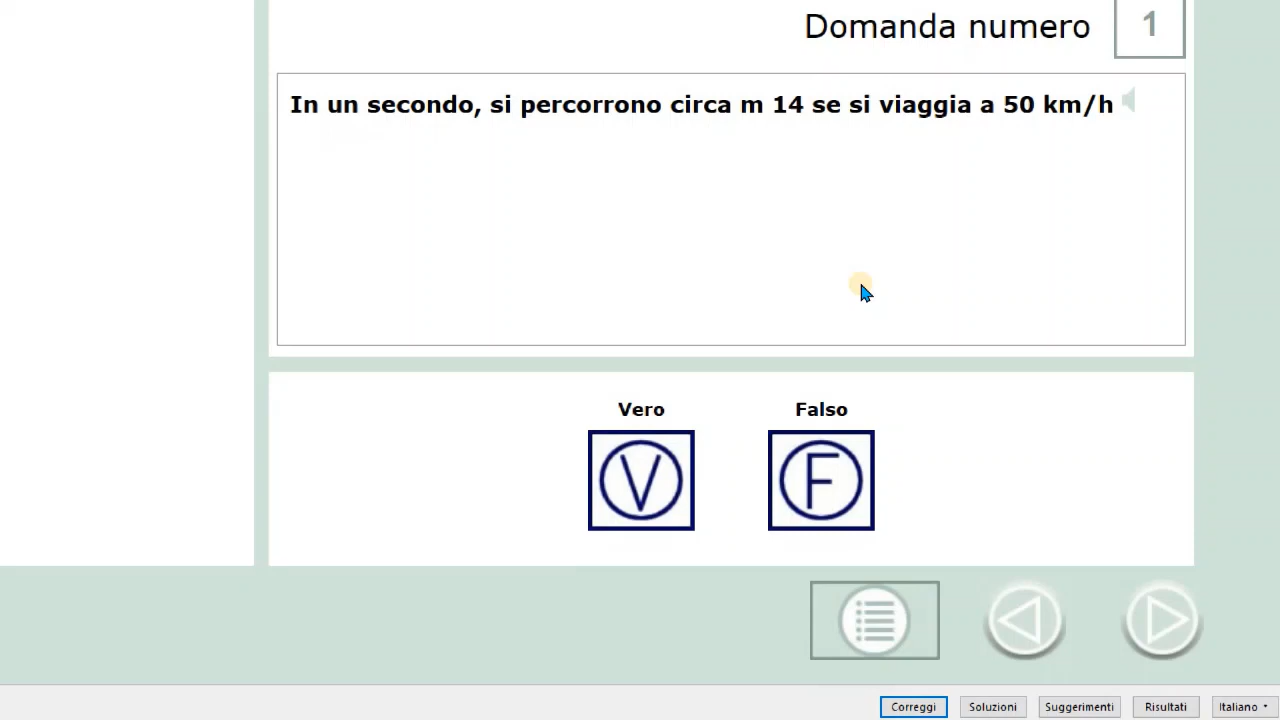 Domanda numero 1
In un secondo, si percorrono circa m 14 se si viaggia a 50 km/h
Vero Falso
V F
Correggi Soluzioni Suggerimenti Risultati Italiano